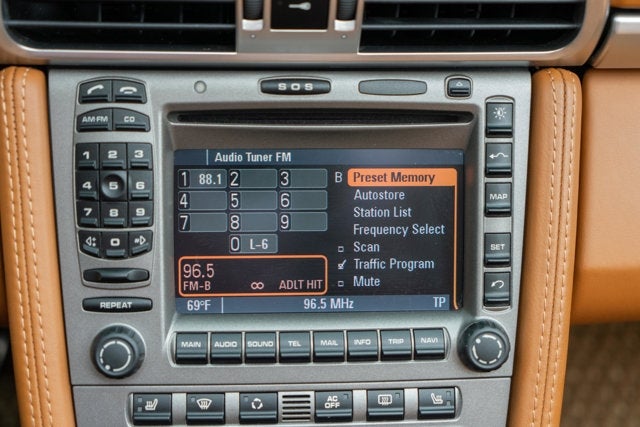 SOS
AM FM CD
1 2 3
4 5 6
7 8 9
0
REPEAT
Audio Tuner FM
1 88.1 2 3
4 5 6
7 8 9
0 L-6
96.5
FM-B ∞ ADLT HIT
B Preset Memory
Autostore
Station List
Frequency Select
Scan
Traffic Program
Mute
69°F 96.5 MHz TP
MAP
SET
MAIN AUDIO SOUND TEL MAIL INFO TRIP NAVI
AC
OFF